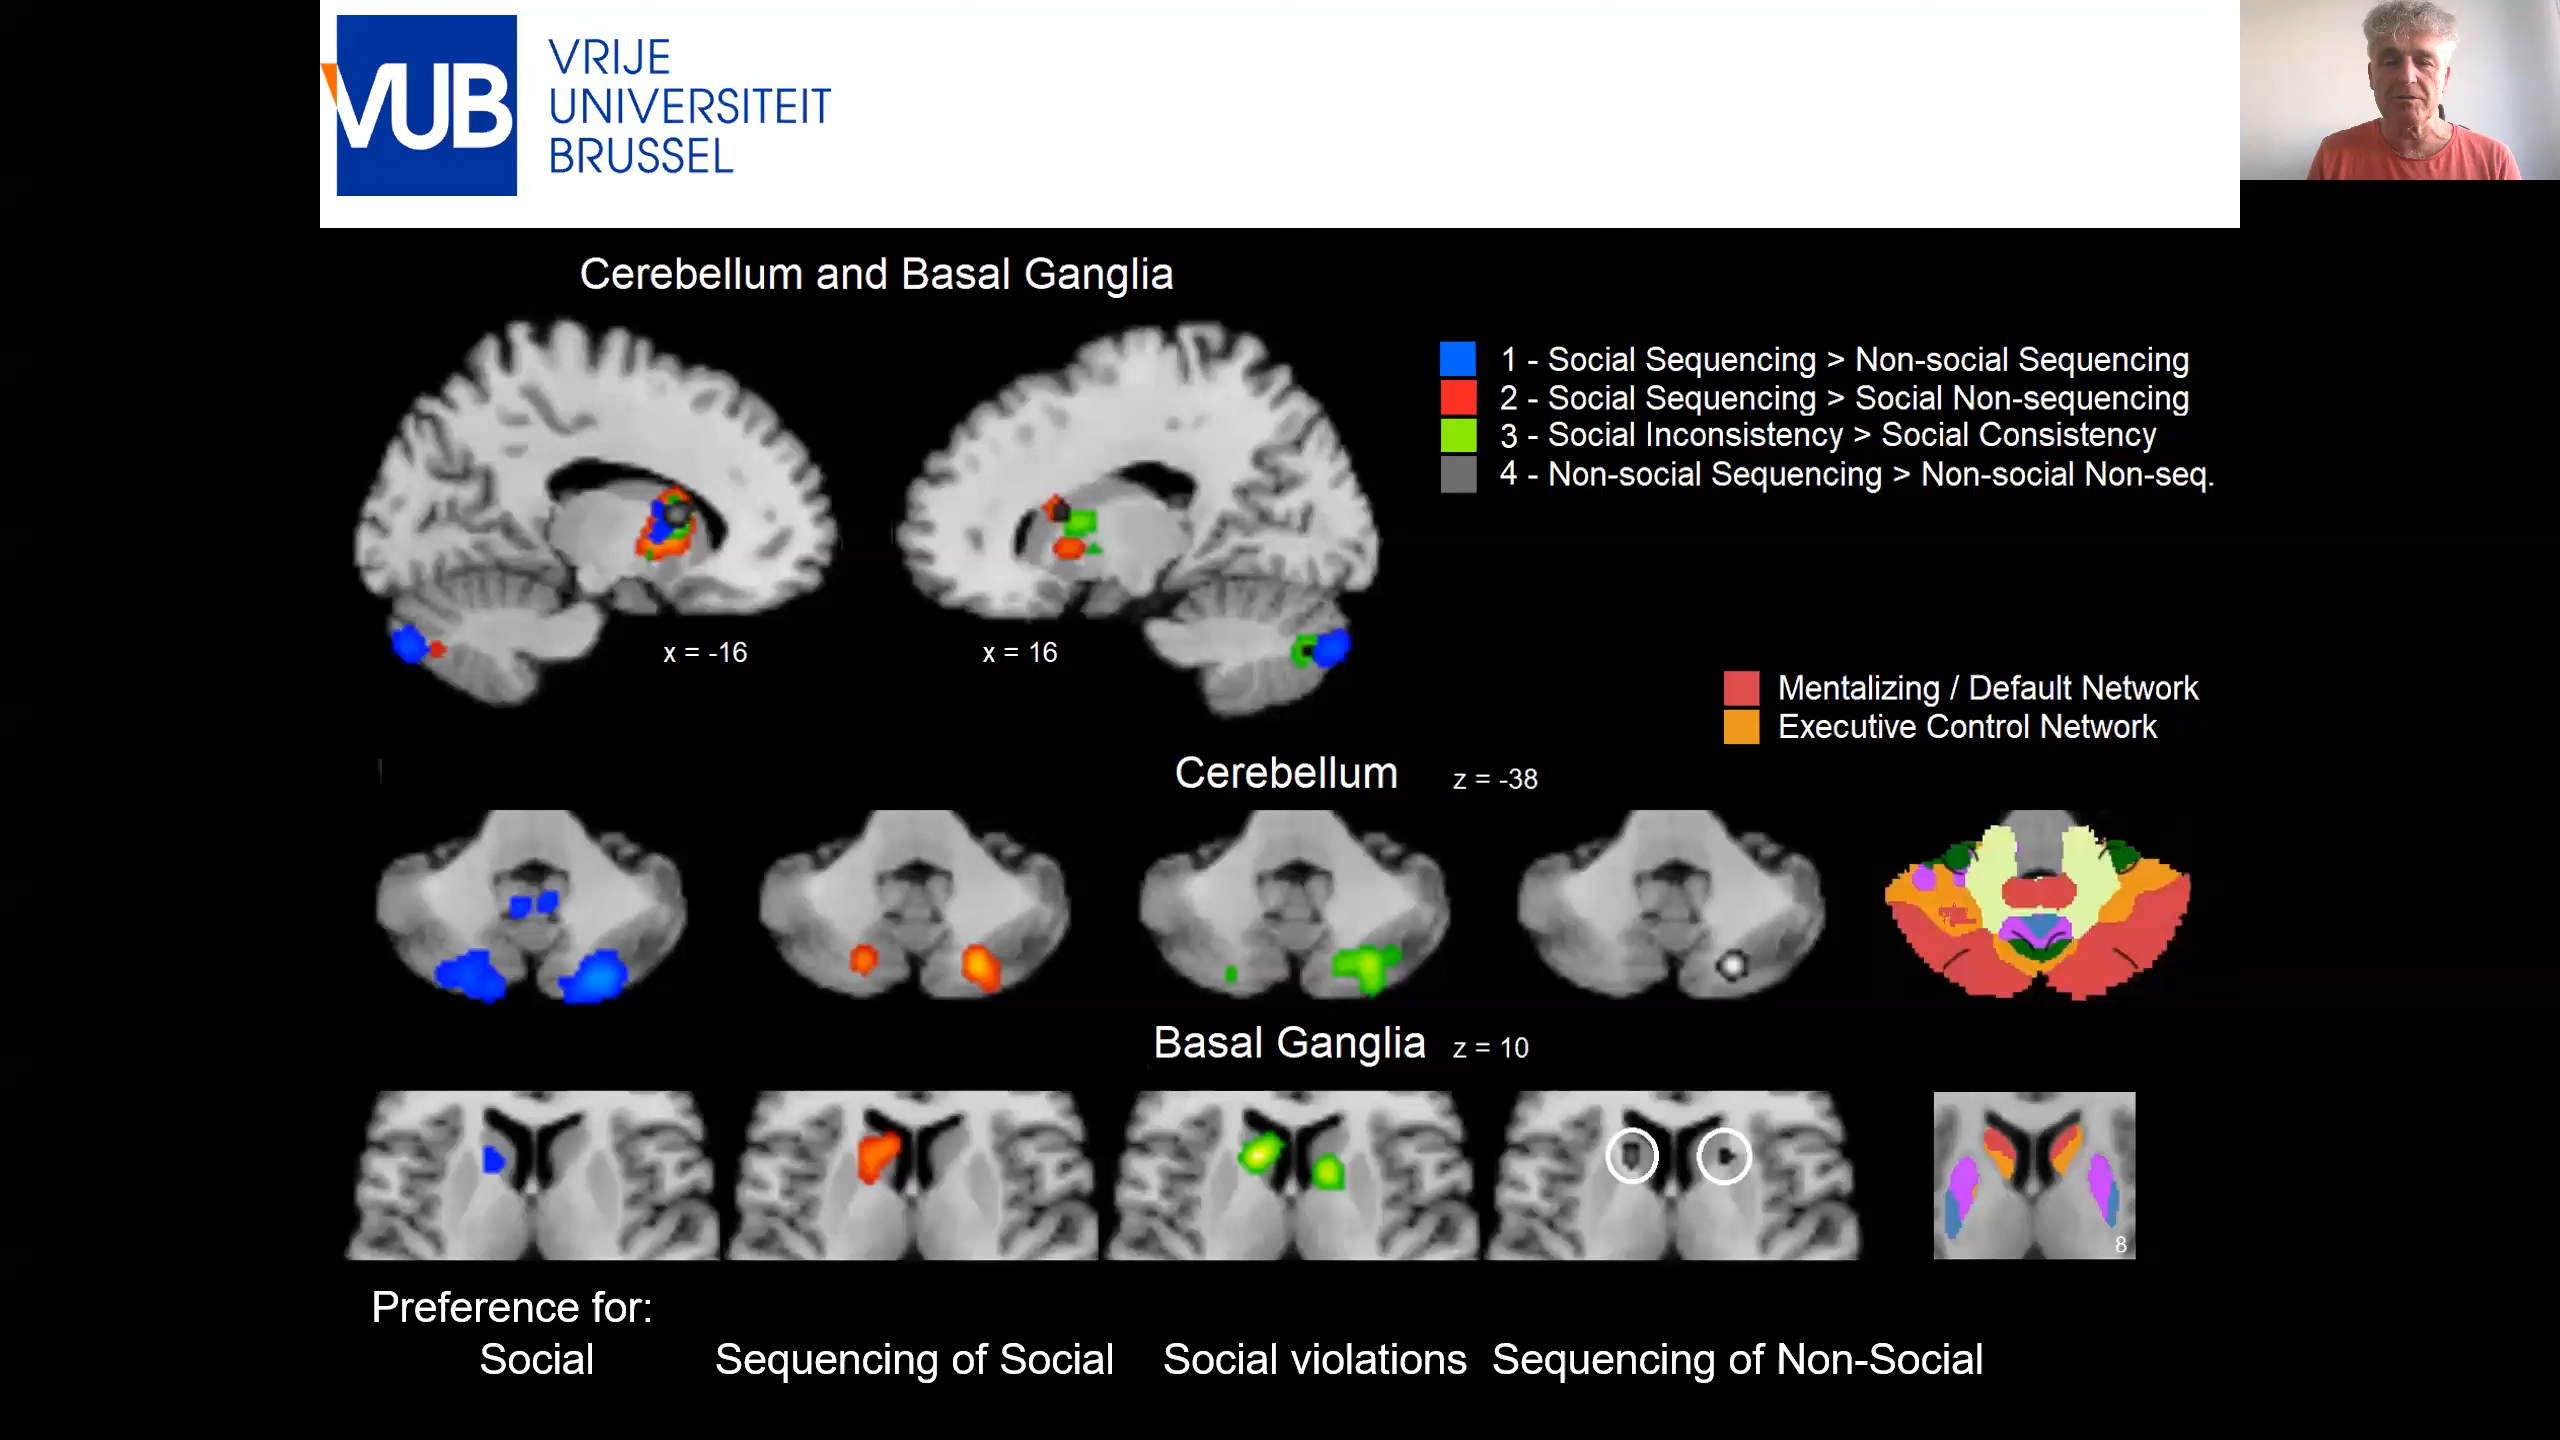 VUB
VRIJE
UNIVERSITEIT
BRUSSEL
Cerebellum and Basal Ganglia
1 - Social Sequencing > Non-social Sequencing
2 - Social Sequencing > Social Non-sequencing
3 - Social Inconsistency > Social Consistency
4 - Non-social Sequencing > Non-social Non-seq.
x = -16
x = 16
Mentalizing / Default Network
Executive Control Network
Cerebellum z = -38
Basal Ganglia z = 10
8
Preference for:
Social
Sequencing of Social
Social violations
Sequencing of Non-Social